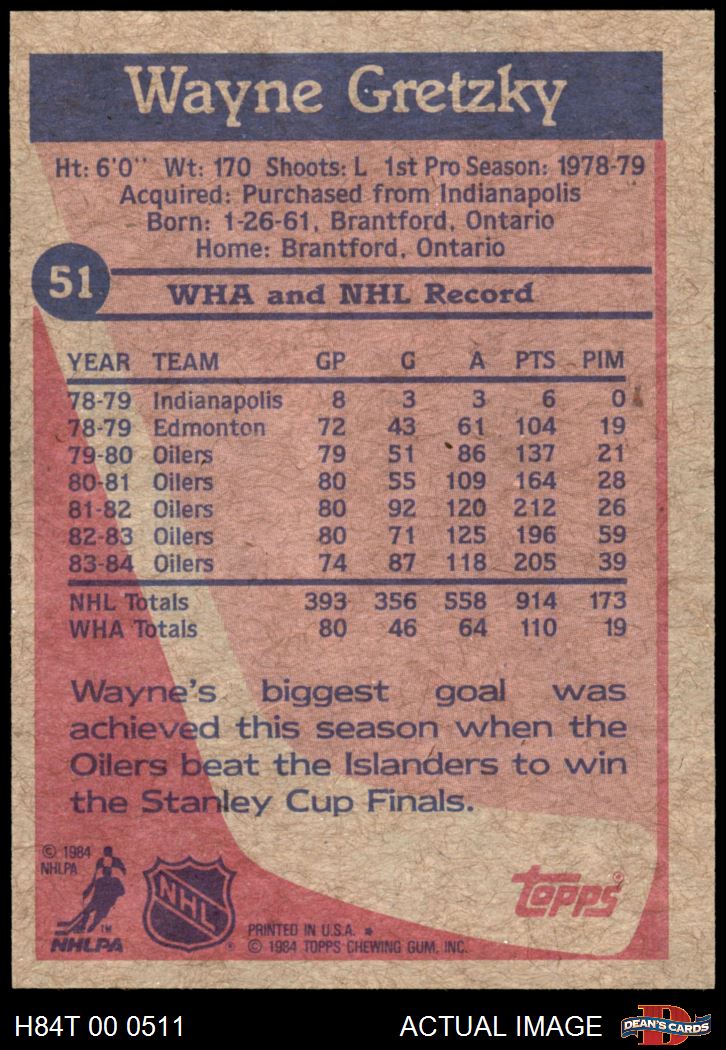 Wayne Gretzky
Ht: 6'0" Wt: 170 Shoots: L 1st Pro Season: 1978-79
Acquired: Purchased from Indianapolis
Born: 1-26-61, Brantford, Ontario
Home: Brantford, Ontario
51
WHA and NHL Record
YEAR TEAM GP G A PTS PIM
78-79 Indianapolis 8 3 3 6 0
78-79 Edmonton 72 43 61 104 19
79-80 Oilers 79 51 86 137 21
80-81 Oilers 80 55 109 164 28
81-82 Oilers 80 92 120 212 26
82-83 Oilers 80 71 125 196 59
83-84 Oilers 74 87 118 205 39
NHL Totals 393 356 558 914 173
WHA Totals 80 46 64 110 19
Wayne's biggest goal was
achieved this season when the
Oilers beat the Islanders to win
the Stanley Cup Finals.
© 1984
NHLPA
TM
NHLPA
NHL ®
topps®
PRINTED IN U.S.A. *
© 1984 TOPPS CHEWING GUM, INC.
H84T 00 0511 ACTUAL IMAGE
D
DEAN'S CARDS